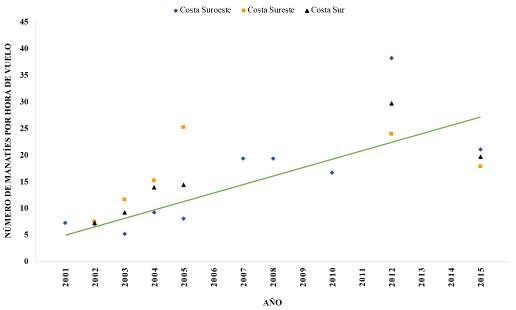 Costa Suroeste Costa Sureste Costa Sur
45
40
35
30
25
20
15
10
5
0
NÚMERO DE MANATÍES POR HORA DE VUELO
2001 2002 2003 2004 2005 2006 2007 2008 2009 2010 2011 2012 2013 2014 2015
AÑO